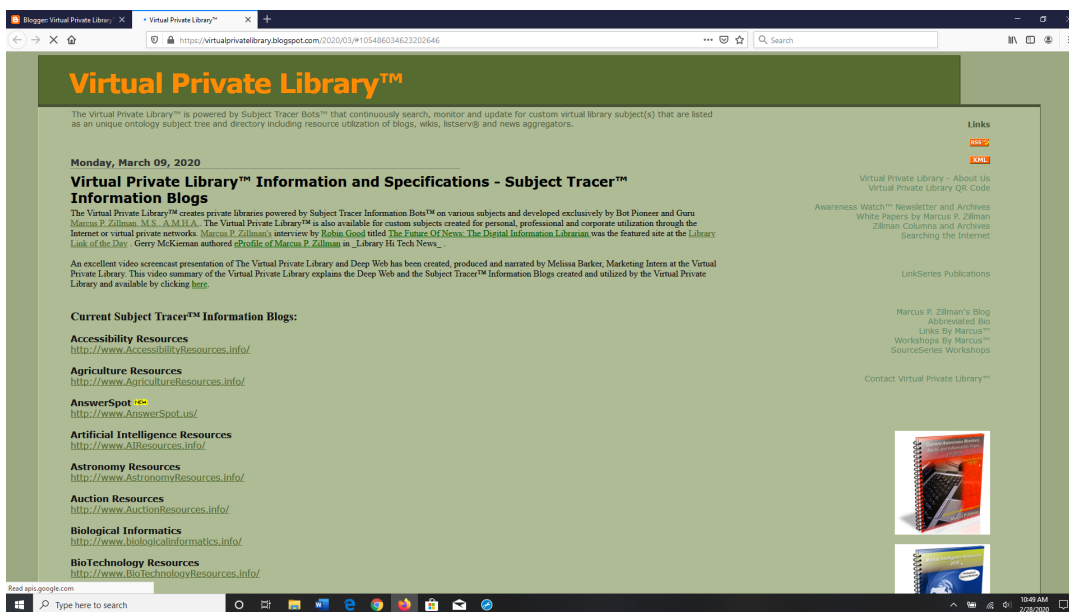 Blogger: Virtual Private Library
Virtual Private Library™
https://virtualprivatelibrary.blogspot.com/2020/03/#105486034623202646
Search
Virtual Private Library™
The Virtual Private Library™ is powered by Subject Tracer Bots™ that continuously search, monitor and update for custom virtual library subject(s) that are listed
as an unique ontology subject tree and directory including resource utilization of blogs, wikis, listserv® and news aggregators.
Monday, March 09, 2020
Virtual Private Library™ Information and Specifications - Subject Tracer™
Information Blogs
The Virtual Private Library™ creates private libraries powered by Subject Tracer Information Bots™ on various subjects and developed exclusively by Bot Pioneer and Guru
Marcus P. Zillman, M.S., A.M.H.A.. The Virtual Private Library™ is also available for custom subjects created for personal, professional and corporate utilization through the
Internet or virtual private networks. Marcus P. Zillman's interview by Robin Good titled The Future Of News: The Digital Information Librarian was the featured site at the Library
Link of the Day . Gerry McKiernan authored eProfile of Marcus P. Zillman in _Library Hi Tech News_ .
An excellent video screencast presentation of The Virtual Private Library and Deep Web has been created, produced and narrated by Melissa Barker, Marketing Intern at the Virtual
Private Library. This video summary of the Virtual Private Library explains the Deep Web and the Subject Tracer™ Information Blogs created and utilized by the Virtual Private
Library and available by clicking here.
Current Subject Tracer™ Information Blogs:
Accessibility Resources
http://www.AccessibilityResources.info/
Agriculture Resources
http://www.AgricultureResources.info/
AnswerSpot NEW
http://www.AnswerSpot.us/
Artificial Intelligence Resources
http://www.AIResources.info/
Astronomy Resources
http://www.AstronomyResources.info/
Auction Resources
http://www.AuctionResources.info/
Biological Informatics
http://www.biologicalinformatics.info/
BioTechnology Resources
http://www.BioTechnologyResources.info/
Links
RSS
XML
Virtual Private Library - About Us
Virtual Private Library QR Code
Awareness Watch™ Newsletter and Archives
White Papers by Marcus P. Zillman
Zillman Columns and Archives
Searching the Internet
LinkSeries Publications
Marcus P. Zillman's Blog
Abbreviated Bio
Links By Marcus™
Workshops By Marcus™
SourceSeries Workshops
Contact Virtual Private Library™
Read apis.google.com
Type here to search
10:49 AM
2/28/2020